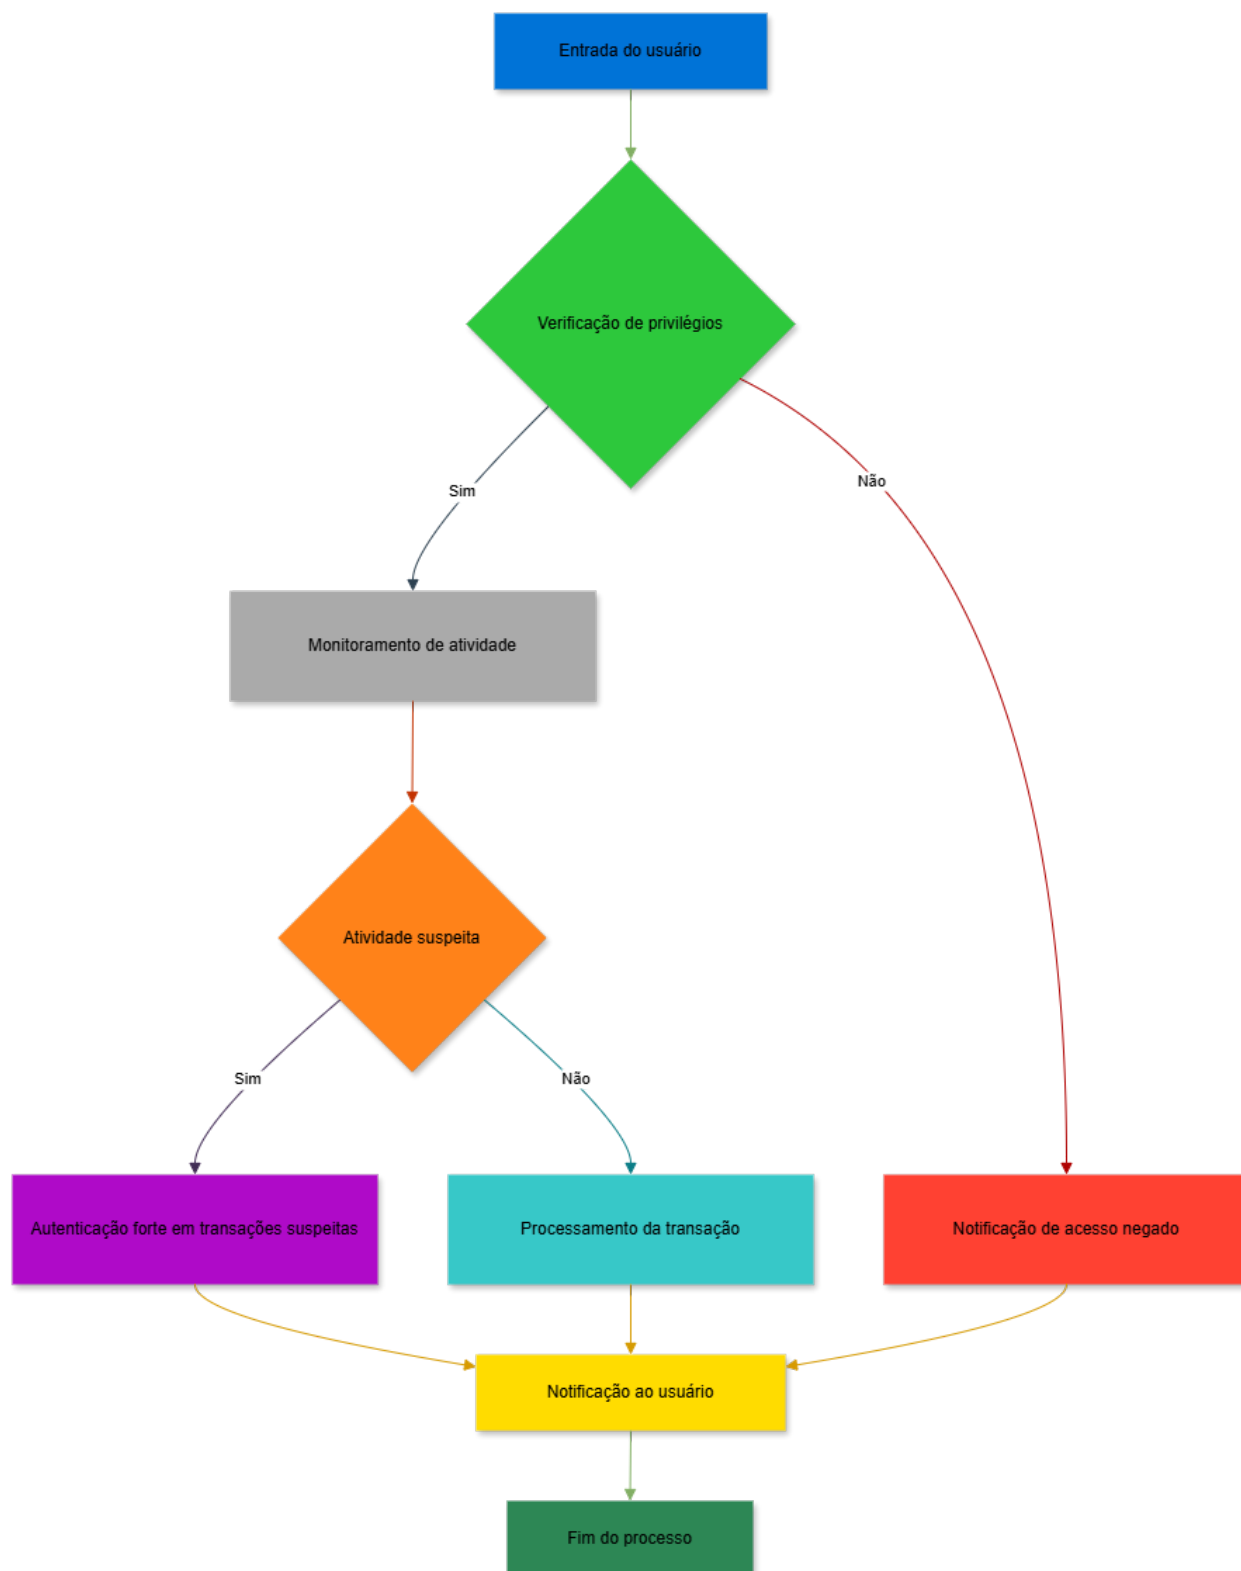 Entrada do usuário
Verificação de privilégios
Sim
Não
Monitoramento de atividade
Atividade suspeita
Sim
Não
Autenticação forte em transações suspeitas
Processamento da transação
Notificação de acesso negado
Notificação ao usuário
Fim do processo